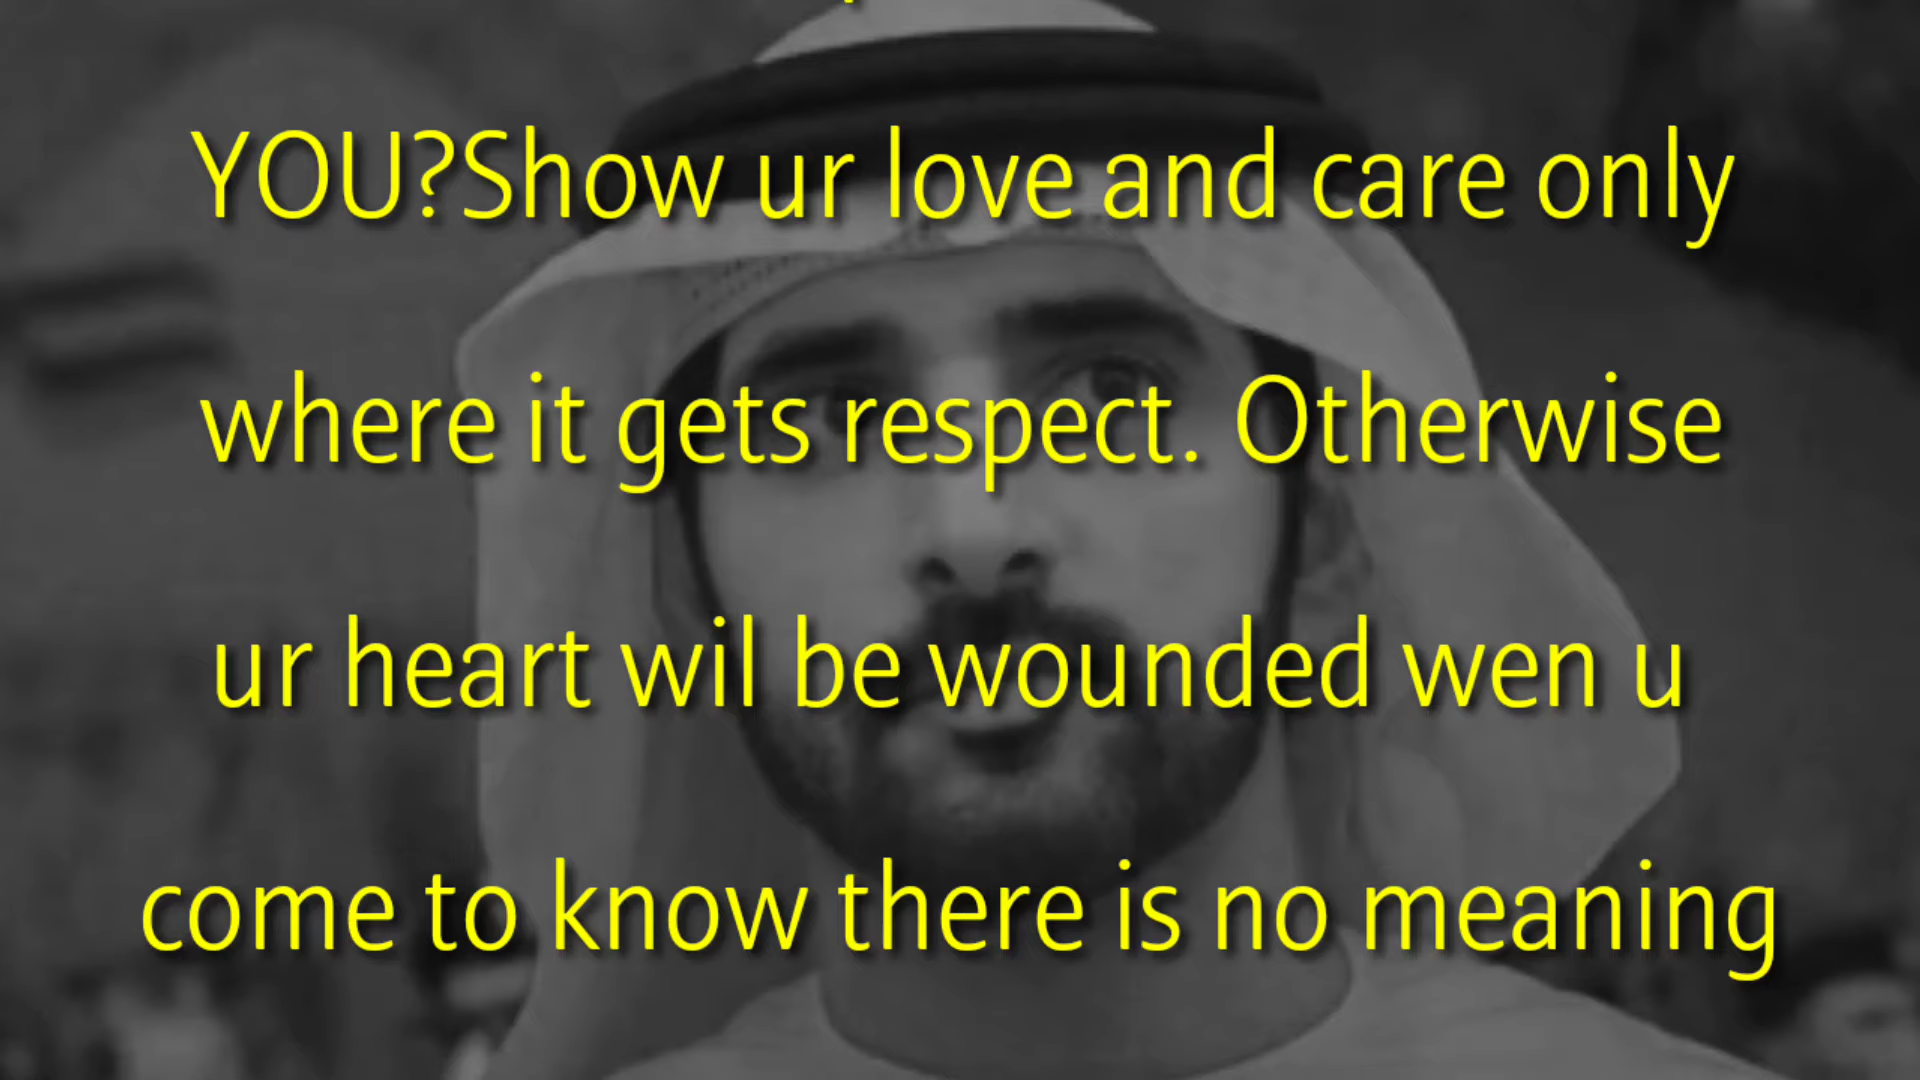 YOU?Show ur love and care only
where it gets respect. Otherwise
ur heart wil be wounded wen u
come to know there is no meaning